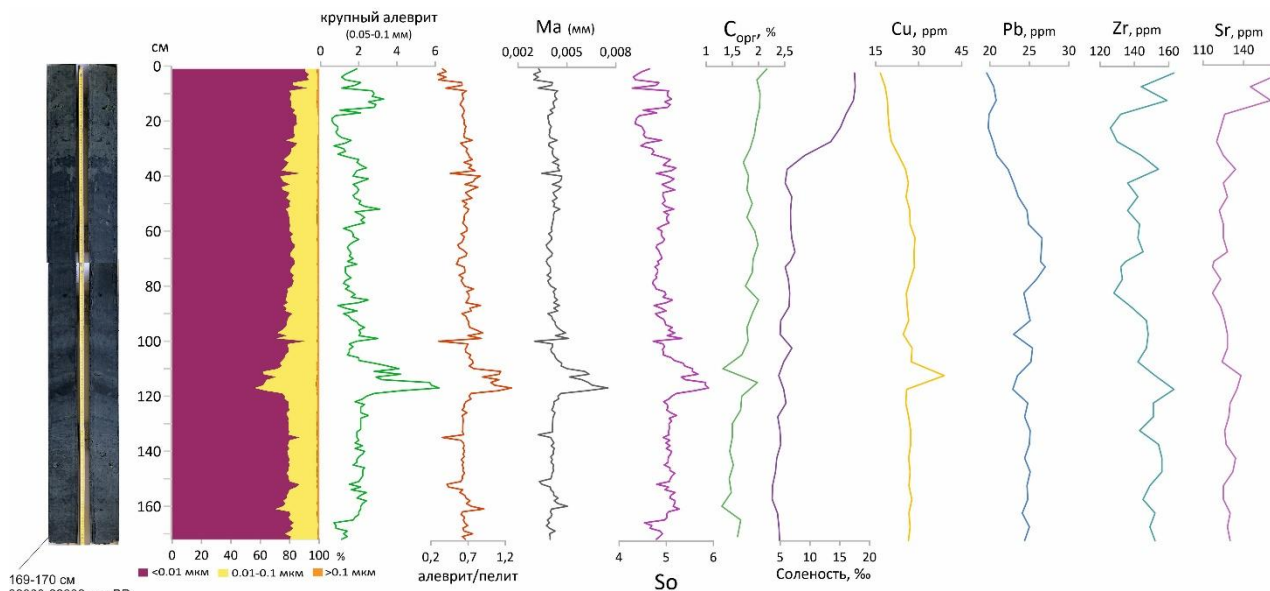 крупный алеврит
(0.05-0.1 мм)
Ma (мм)
Cорг, %
Cu, ppm
Pb, ppm
Zr, ppm
Sr, ppm
0 2 4 6
0,002 0,005 0,008
1 1,5 2 2,5
15 45
20 25 30
120 140 160
110 140
см
0
20
40
60
80
100
120
140
160
0 20 40 60 80 100 %
0,2 0,7 1,2
4 5 6
5 10 15 20
<0.01 мкм 0.01-0.1 мкм >0.1 мкм
алеврит/пелит
So
Соленость, ‰
169-170 см